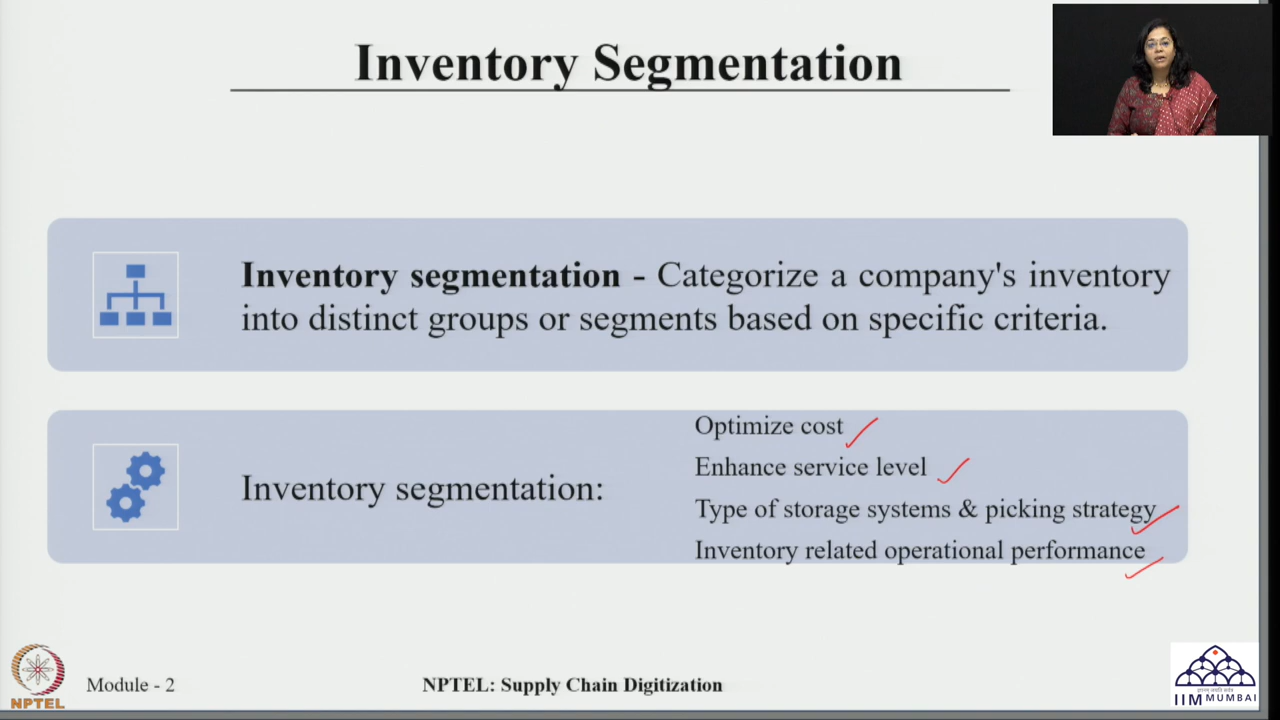 Inventory Segmentation
Inventory segmentation - Categorize a company's inventory
into distinct groups or segments based on specific criteria.
Inventory segmentation:
Optimize cost
Enhance service level
Type of storage systems & picking strategy
Inventory related operational performance
NPTEL
Module - 2
NPTEL: Supply Chain Digitization
IIM MUMBAI